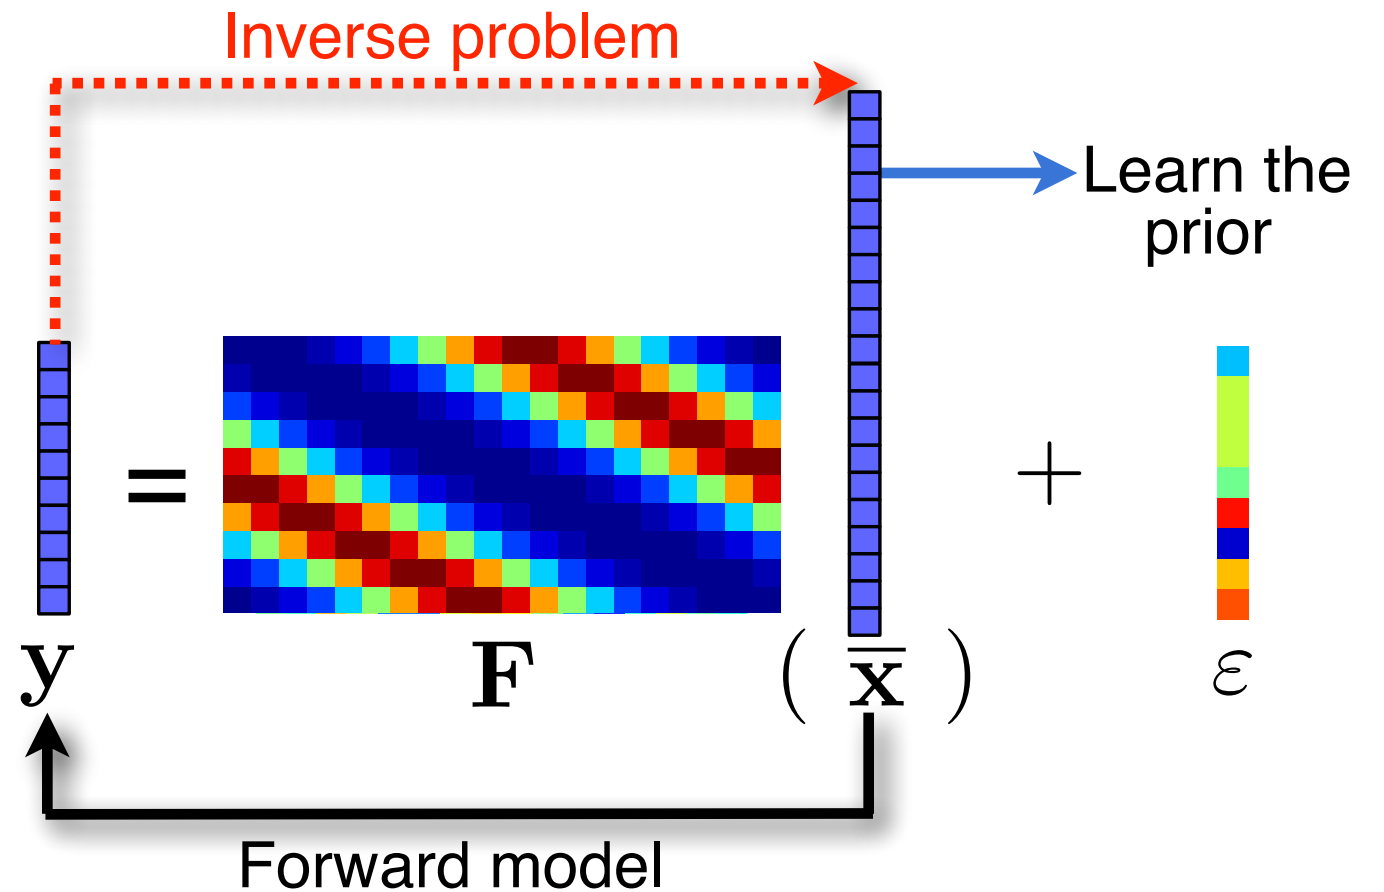 Inverse problem
Learn the
prior
=
+
y
F
( x̅ )
ε
Forward model